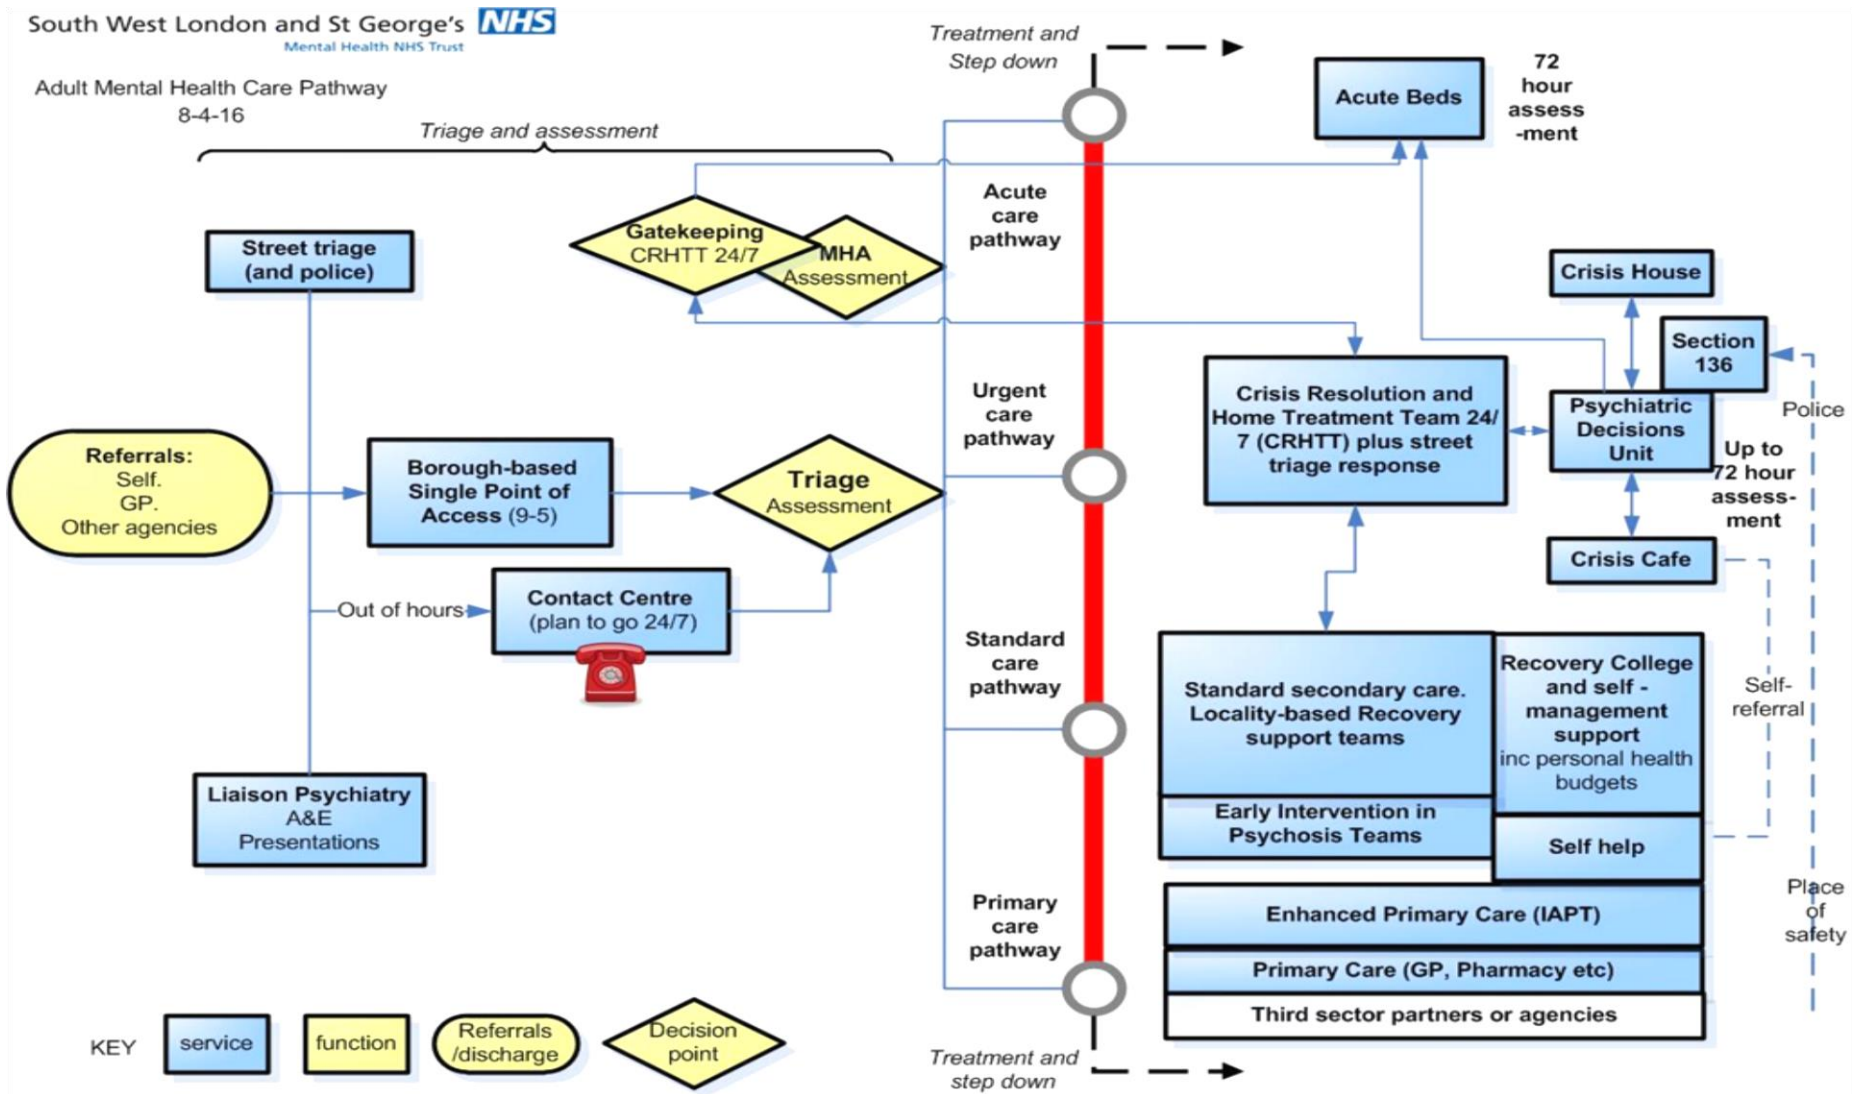 South West London and St George's NHS
Mental Health NHS Trust
Adult Mental Health Care Pathway
8-4-16
Triage and assessment
Treatment and
Step down
Acute Beds
72
hour
assess
-ment
Street triage
(and police)
Gatekeeping
CRHTT 24/7
MHA
Assessment
Acute
care
pathway
Crisis House
Section
136
Police
Referrals:
Self.
GP.
Other agencies
Borough-based
Single Point of
Access (9-5)
Triage
Assessment
Urgent
care
pathway
Crisis Resolution and
Home Treatment Team 24/
7 (CRHTT) plus street
triage response
Psychiatric
Decisions
Unit
Up to
72 hour
assess-
ment
Crisis Cafe
Out of hours
Contact Centre
(plan to go 24/7)
Standard
care
pathway
Standard secondary care.
Locality-based Recovery
support teams
Recovery College
and self -
management
support
inc personal health
budgets
Self-
referral
Liaison Psychiatry
A&E
Presentations
Early Intervention in
Psychosis Teams
Self help
Primary
care
pathway
Enhanced Primary Care (IAPT)
Place
of
safety
Primary Care (GP, Pharmacy etc)
Third sector partners or agencies
KEY
service
function
Referrals
/discharge
Decision
point
Treatment and
step down